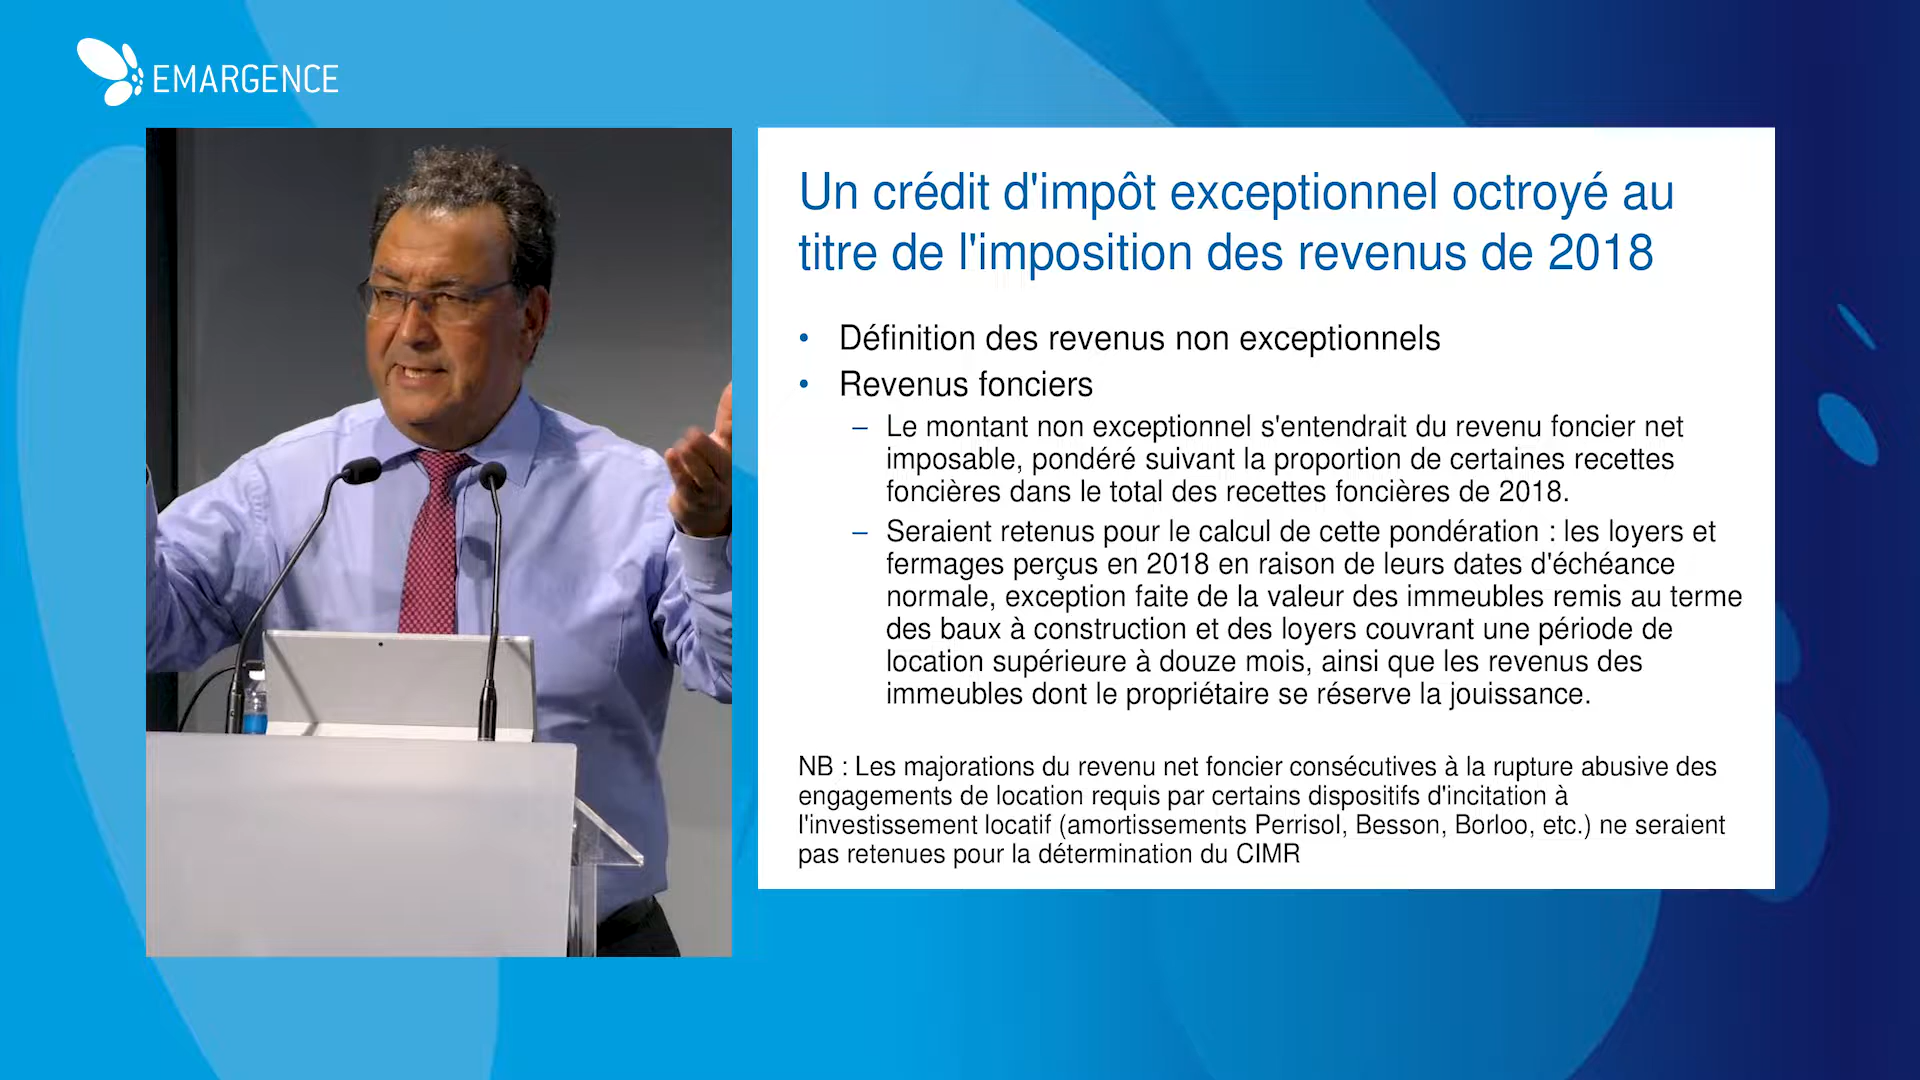 EMARGENCE
Un crédit d'impôt exceptionnel octroyé au
titre de l'imposition des revenus de 2018
• Définition des revenus non exceptionnels
• Revenus fonciers
– Le montant non exceptionnel s'entendrait du revenu foncier net
imposable, pondéré suivant la proportion de certaines recettes
foncières dans le total des recettes foncières de 2018.
– Seraient retenus pour le calcul de cette pondération : les loyers et
fermages perçus en 2018 en raison de leurs dates d'échéance
normale, exception faite de la valeur des immeubles remis au terme
des baux à construction et des loyers couvrant une période de
location supérieure à douze mois, ainsi que les revenus des
immeubles dont le propriétaire se réserve la jouissance.
NB : Les majorations du revenu net foncier consécutives à la rupture abusive des
engagements de location requis par certains dispositifs d'incitation à
l'investissement locatif (amortissements Perrisol, Besson, Borloo, etc.) ne seraient
pas retenues pour la détermination du CIMR